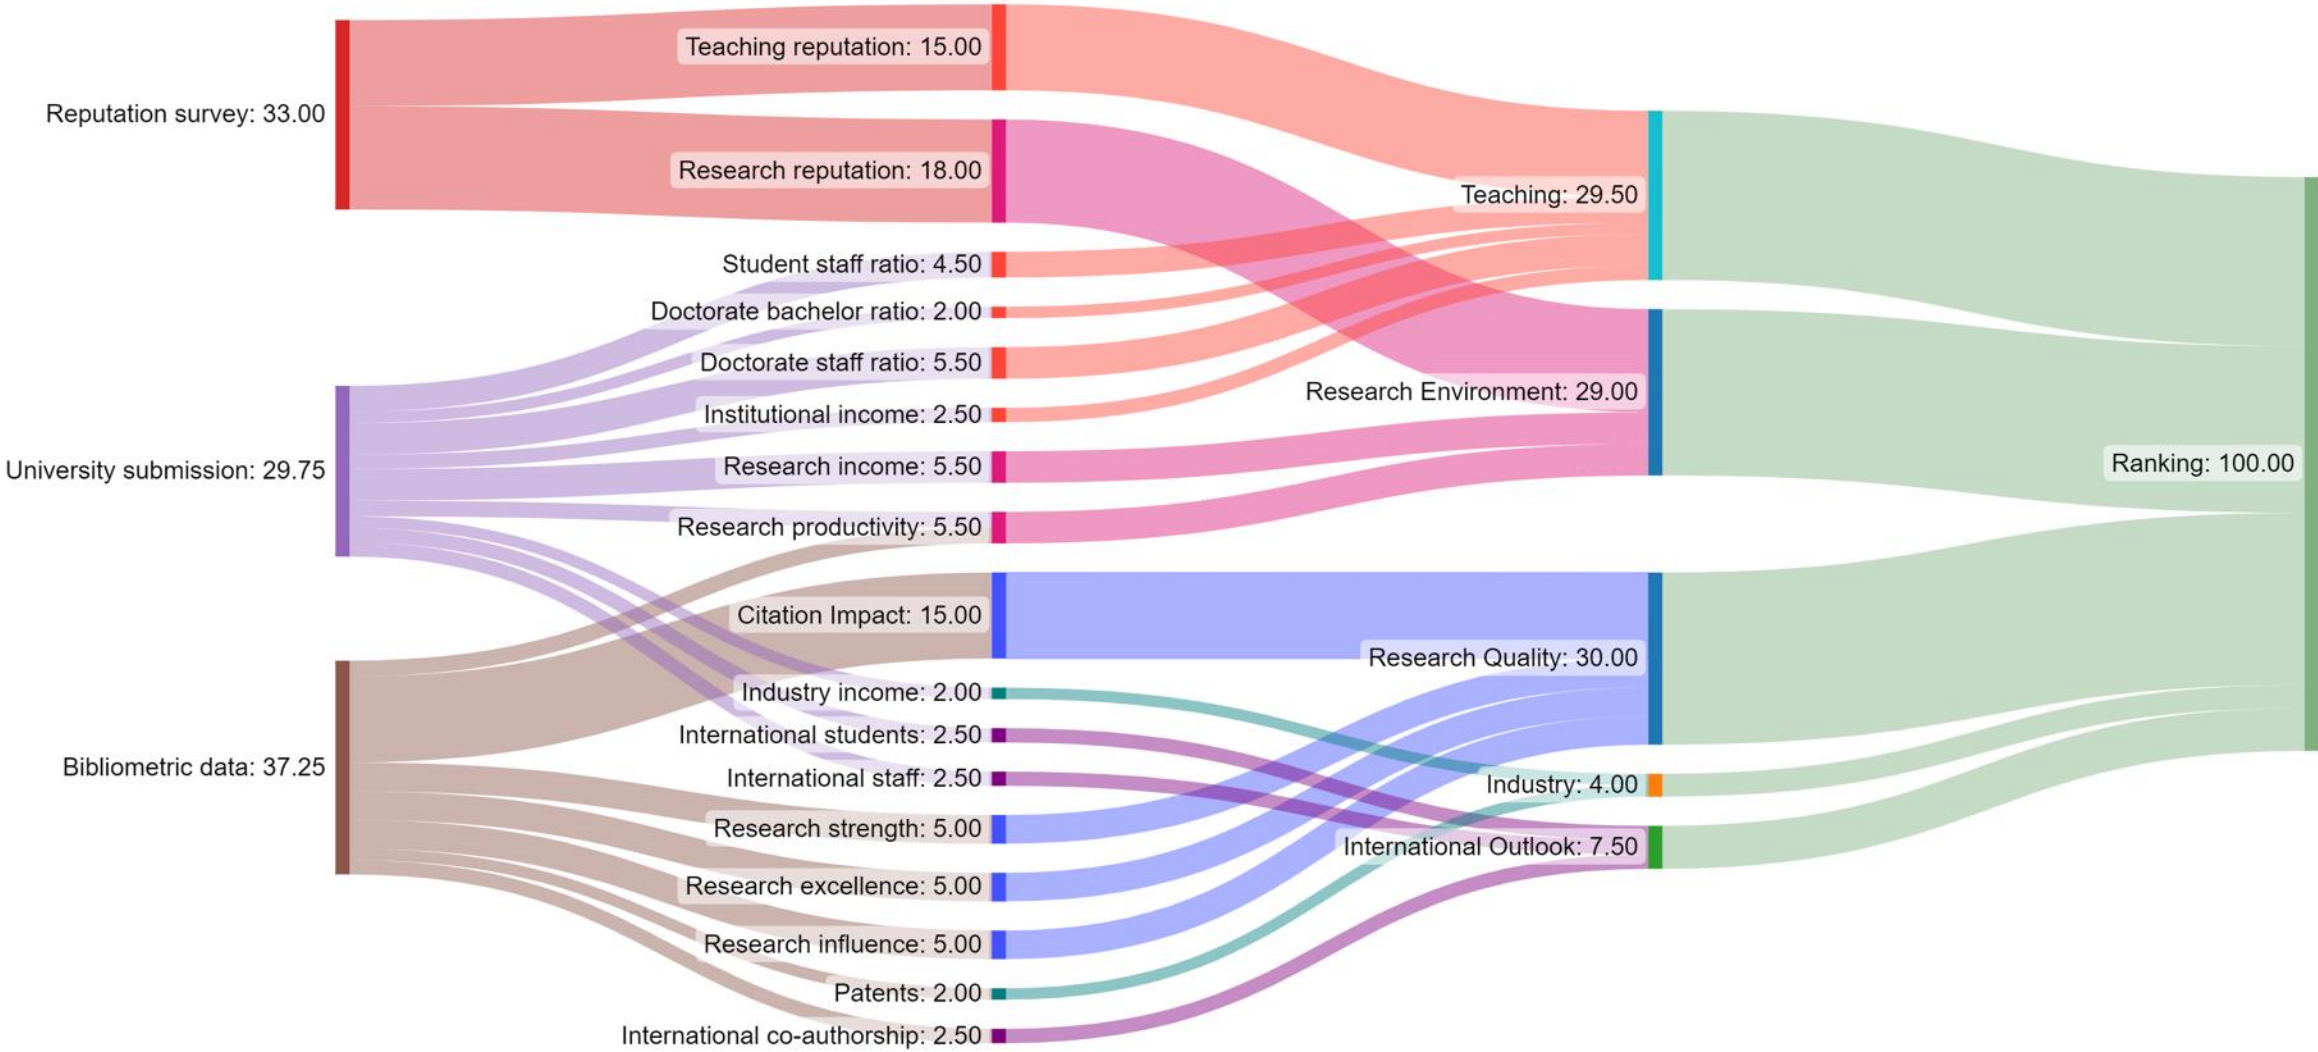 Reputation survey: 33.00
University submission: 29.75
Bibliometric data: 37.25
Teaching reputation: 15.00
Research reputation: 18.00
Student staff ratio: 4.50
Doctorate bachelor ratio: 2.00
Doctorate staff ratio: 5.50
Institutional income: 2.50
Research income: 5.50
Research productivity: 5.50
Citation Impact: 15.00
Industry income: 2.00
International students: 2.50
International staff: 2.50
Research strength: 5.00
Research excellence: 5.00
Research influence: 5.00
Patents: 2.00
International co-authorship: 2.50
Teaching: 29.50
Research Environment: 29.00
Research Quality: 30.00
Industry: 4.00
International Outlook: 7.50
Ranking: 100.00